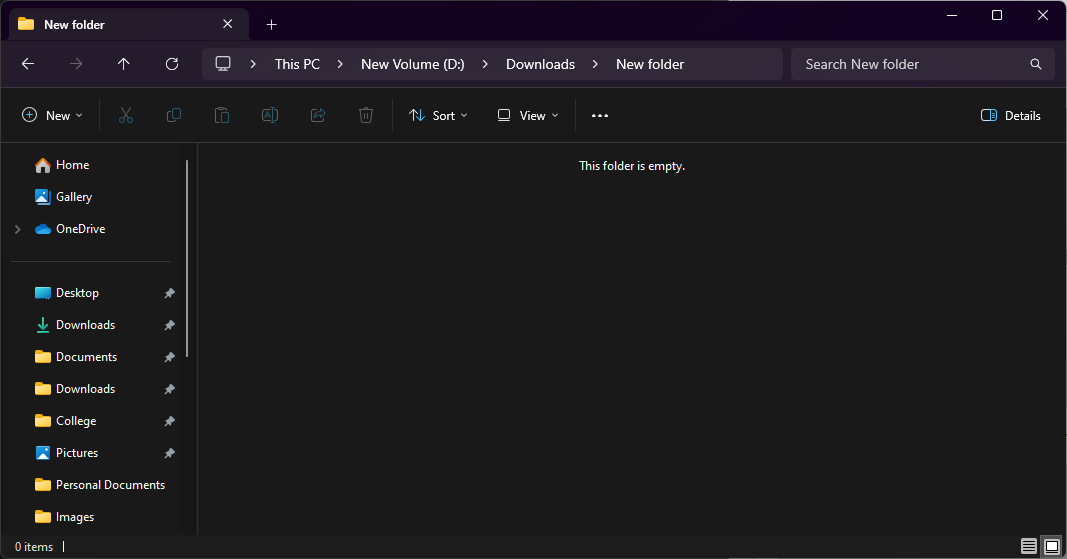 New folder
This PC > New Volume (D:) > Downloads > New folder
Search New folder
New
Sort
View
Details
Home
Gallery
OneDrive
Desktop
Downloads
Documents
Downloads
College
Pictures
Personal Documents
Images
This folder is empty.
0 items